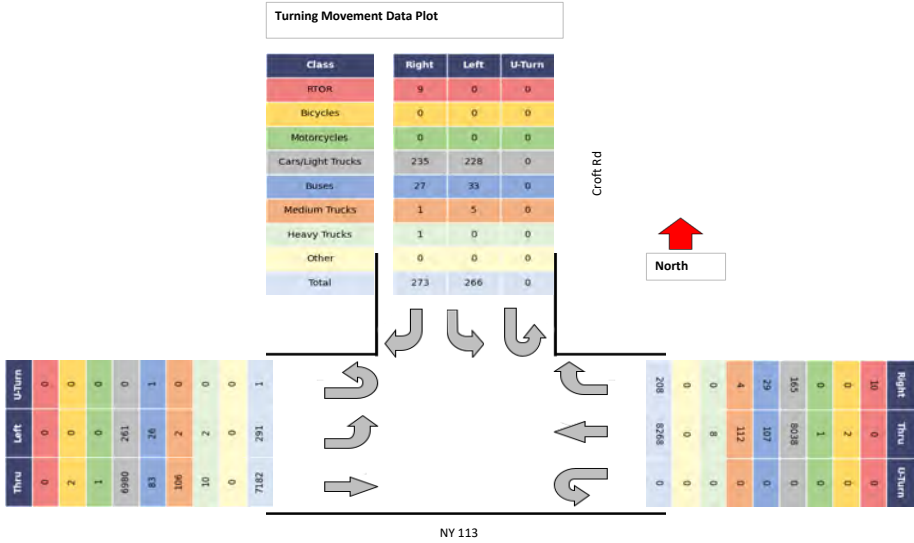 Turning Movement Data Plot
Class Right Left U-Turn
RTOR 9 0 0
Bicycles 0 0 0
Motorcycles 0 0 0
Cars/Light Trucks 235 228 0
Buses 27 33 0
Medium Trucks 1 5 0
Heavy Trucks 1 0 0
Other 0 0 0
Total 273 266 0
Croft Rd
North
U-Turn 0 0 0 0 1 0 0 0 1
Left 0 0 0 261 26 2 2 0 291
Thru 0 2 1 6980 83 106 10 0 7182
208 0 0 4 29 165 0 0 10 Right
8268 0 8 112 107 8038 1 2 0 Thru
0 0 0 0 0 0 0 0 0 U-Turn
NY 113